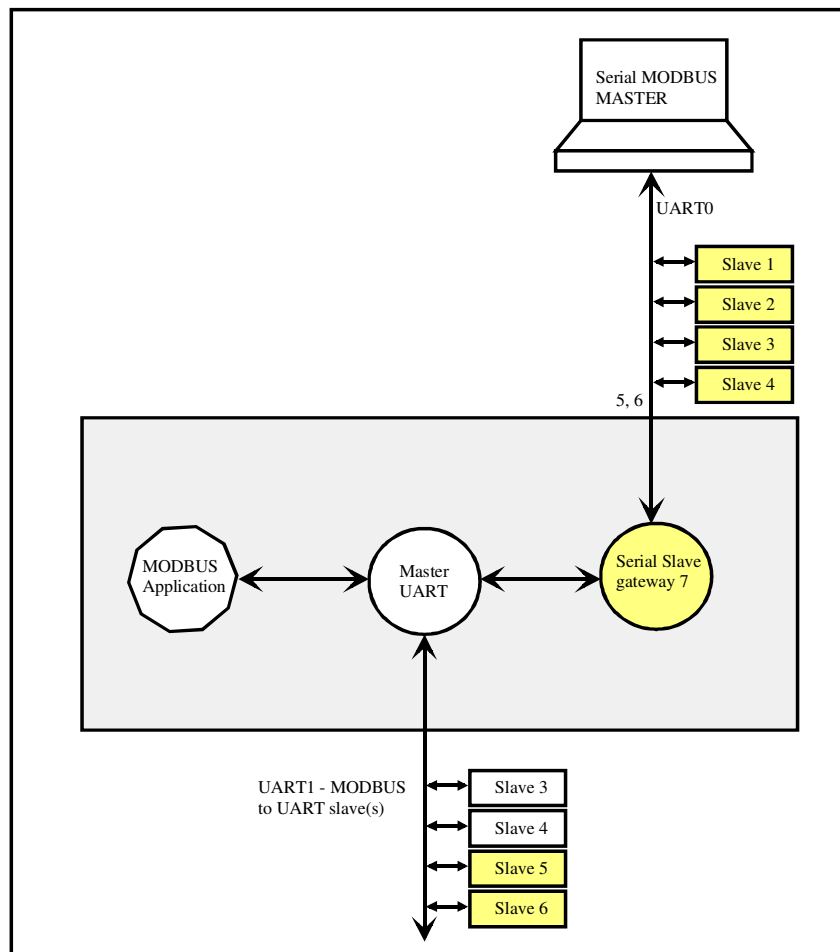 Serial MODBUS
MASTER
UART0
Slave 1
Slave 2
Slave 3
Slave 4
5, 6
MODBUS
Application
Master
UART
Serial Slave
gateway 7
UART1 - MODBUS
to UART slave(s)
Slave 3
Slave 4
Slave 5
Slave 6